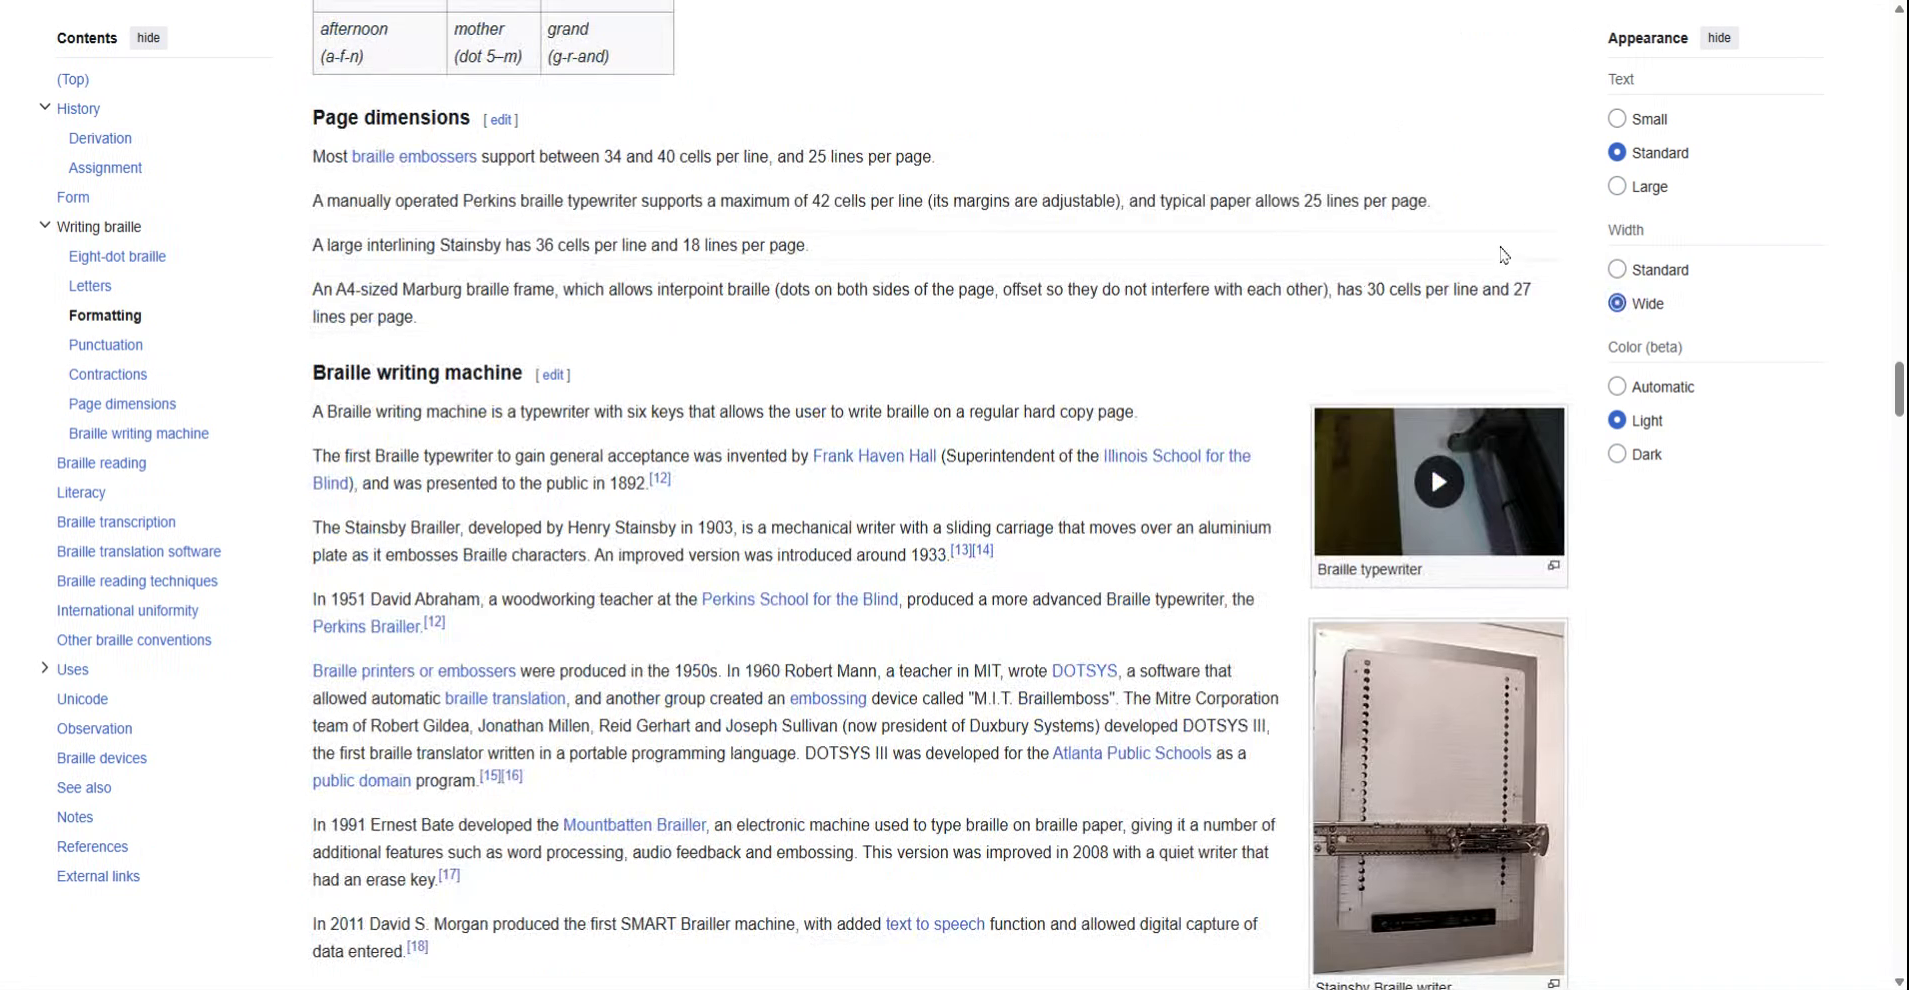 Contents hide
(Top)
History
Derivation
Assignment
Form
Writing braille
Eight-dot braille
Letters
Formatting
Punctuation
Contractions
Page dimensions
Braille writing machine
Braille reading
Literacy
Braille transcription
Braille translation software
Braille reading techniques
International uniformity
Other braille conventions
Uses
Unicode
Observation
Braille devices
See also
Notes
References
External links
afternoon mother grand
(a-f-n) (dot 5–m) (g-r-and)
Page dimensions [ edit ]
Most braille embossers support between 34 and 40 cells per line, and 25 lines per page.
A manually operated Perkins braille typewriter supports a maximum of 42 cells per line (its margins are adjustable), and typical paper allows 25 lines per page.
A large interlining Stainsby has 36 cells per line and 18 lines per page.
An A4-sized Marburg braille frame, which allows interpoint braille (dots on both sides of the page, offset so they do not interfere with each other), has 30 cells per line and 27
lines per page.
Braille writing machine [ edit ]
A Braille writing machine is a typewriter with six keys that allows the user to write braille on a regular hard copy page.
The first Braille typewriter to gain general acceptance was invented by Frank Haven Hall (Superintendent of the Illinois School for the
Blind), and was presented to the public in 1892.[12]
The Stainsby Brailler, developed by Henry Stainsby in 1903, is a mechanical writer with a sliding carriage that moves over an aluminium
plate as it embosses Braille characters. An improved version was introduced around 1933.[13][14]
In 1951 David Abraham, a woodworking teacher at the Perkins School for the Blind, produced a more advanced Braille typewriter, the
Perkins Brailler.[12]
Braille printers or embossers were produced in the 1950s. In 1960 Robert Mann, a teacher in MIT, wrote DOTSYS, a software that
allowed automatic braille translation, and another group created an embossing device called "M.I.T. Braillemboss". The Mitre Corporation
team of Robert Gildea, Jonathan Millen, Reid Gerhart and Joseph Sullivan (now president of Duxbury Systems) developed DOTSYS III,
the first braille translator written in a portable programming language. DOTSYS III was developed for the Atlanta Public Schools as a
public domain program.[15][16]
In 1991 Ernest Bate developed the Mountbatten Brailler, an electronic machine used to type braille on braille paper, giving it a number of
additional features such as word processing, audio feedback and embossing. This version was improved in 2008 with a quiet writer that
had an erase key.[17]
In 2011 David S. Morgan produced the first SMART Brailler machine, with added text to speech function and allowed digital capture of
data entered.[18]
Braille typewriter
Stainsby Braille writer
Appearance hide
Text
Small
Standard
Large
Width
Standard
Wide
Color (beta)
Automatic
Light
Dark